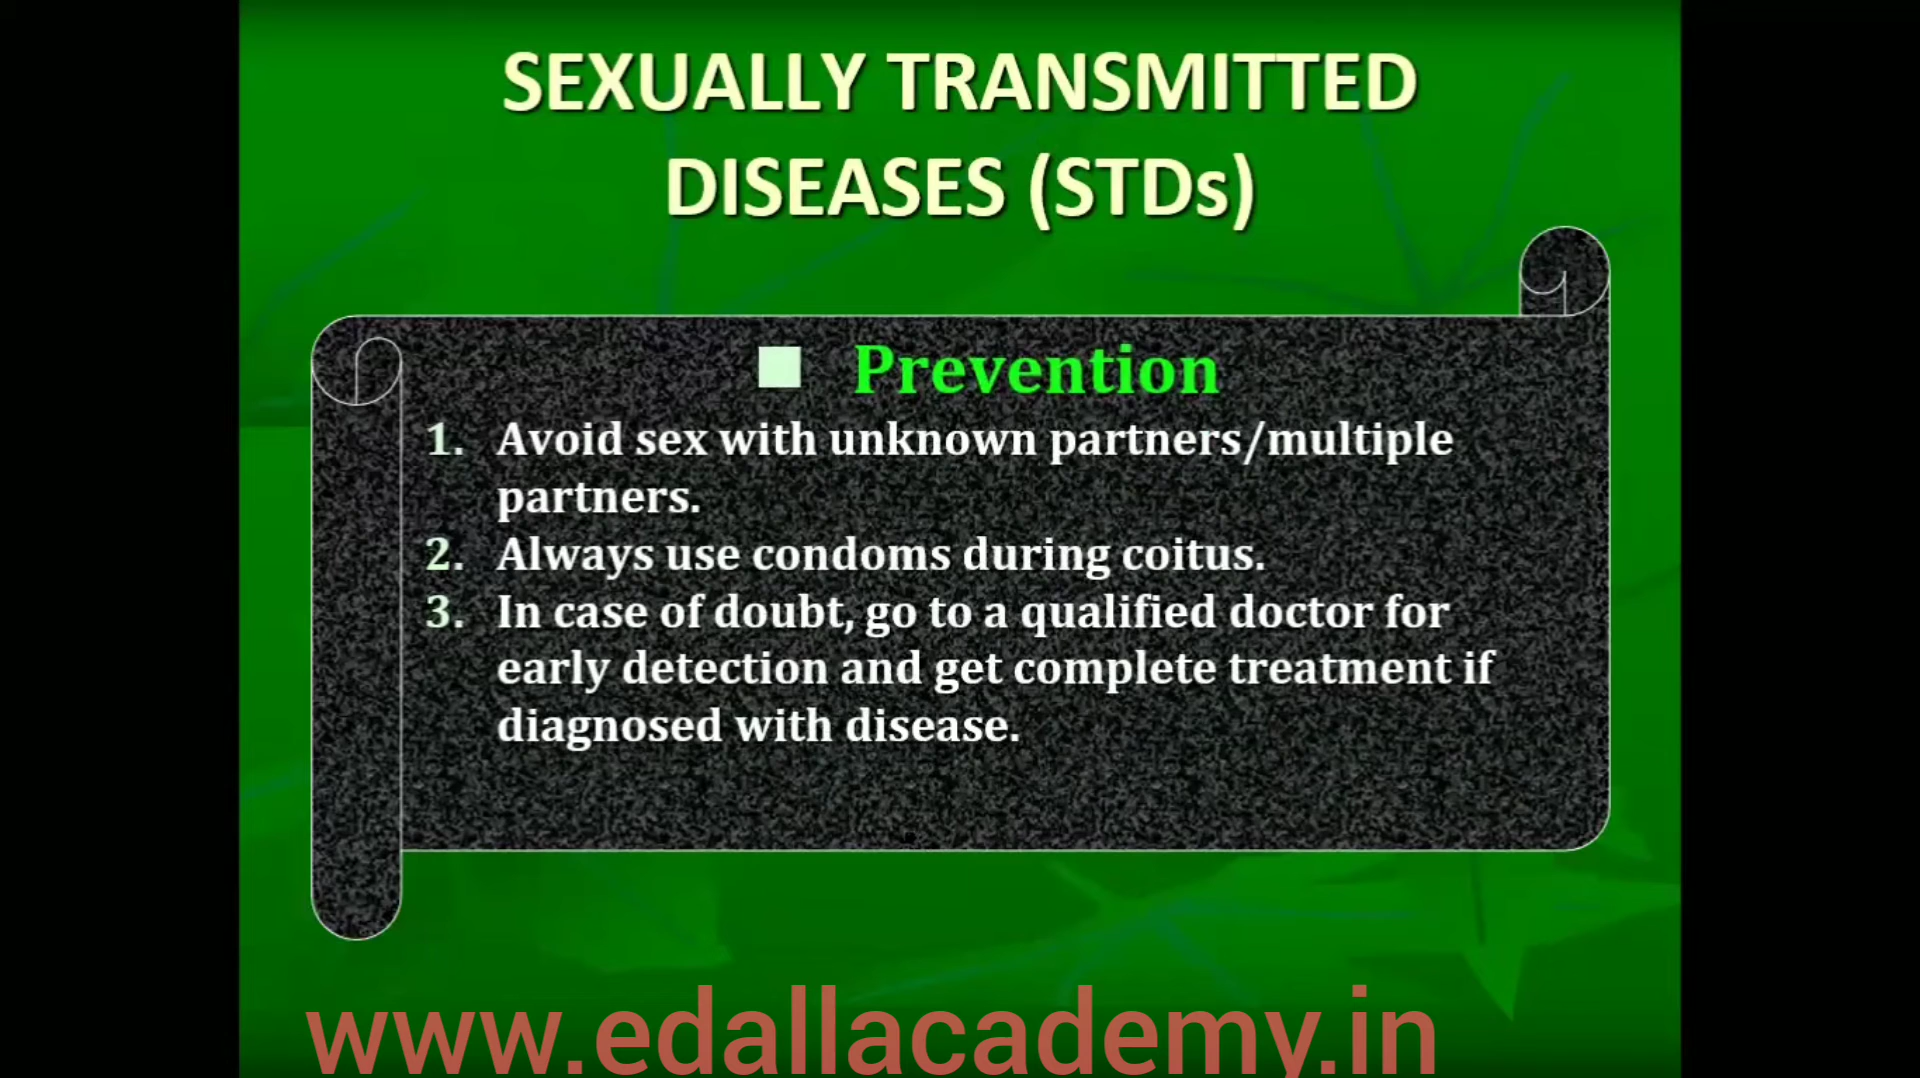 SEXUALLY TRANSMITTED
DISEASES (STDs)
Prevention
1. Avoid sex with unknown partners/multiple
partners.
2. Always use condoms during coitus.
3. In case of doubt, go to a qualified doctor for
early detection and get complete treatment if
diagnosed with disease.
www.edallacademy.in